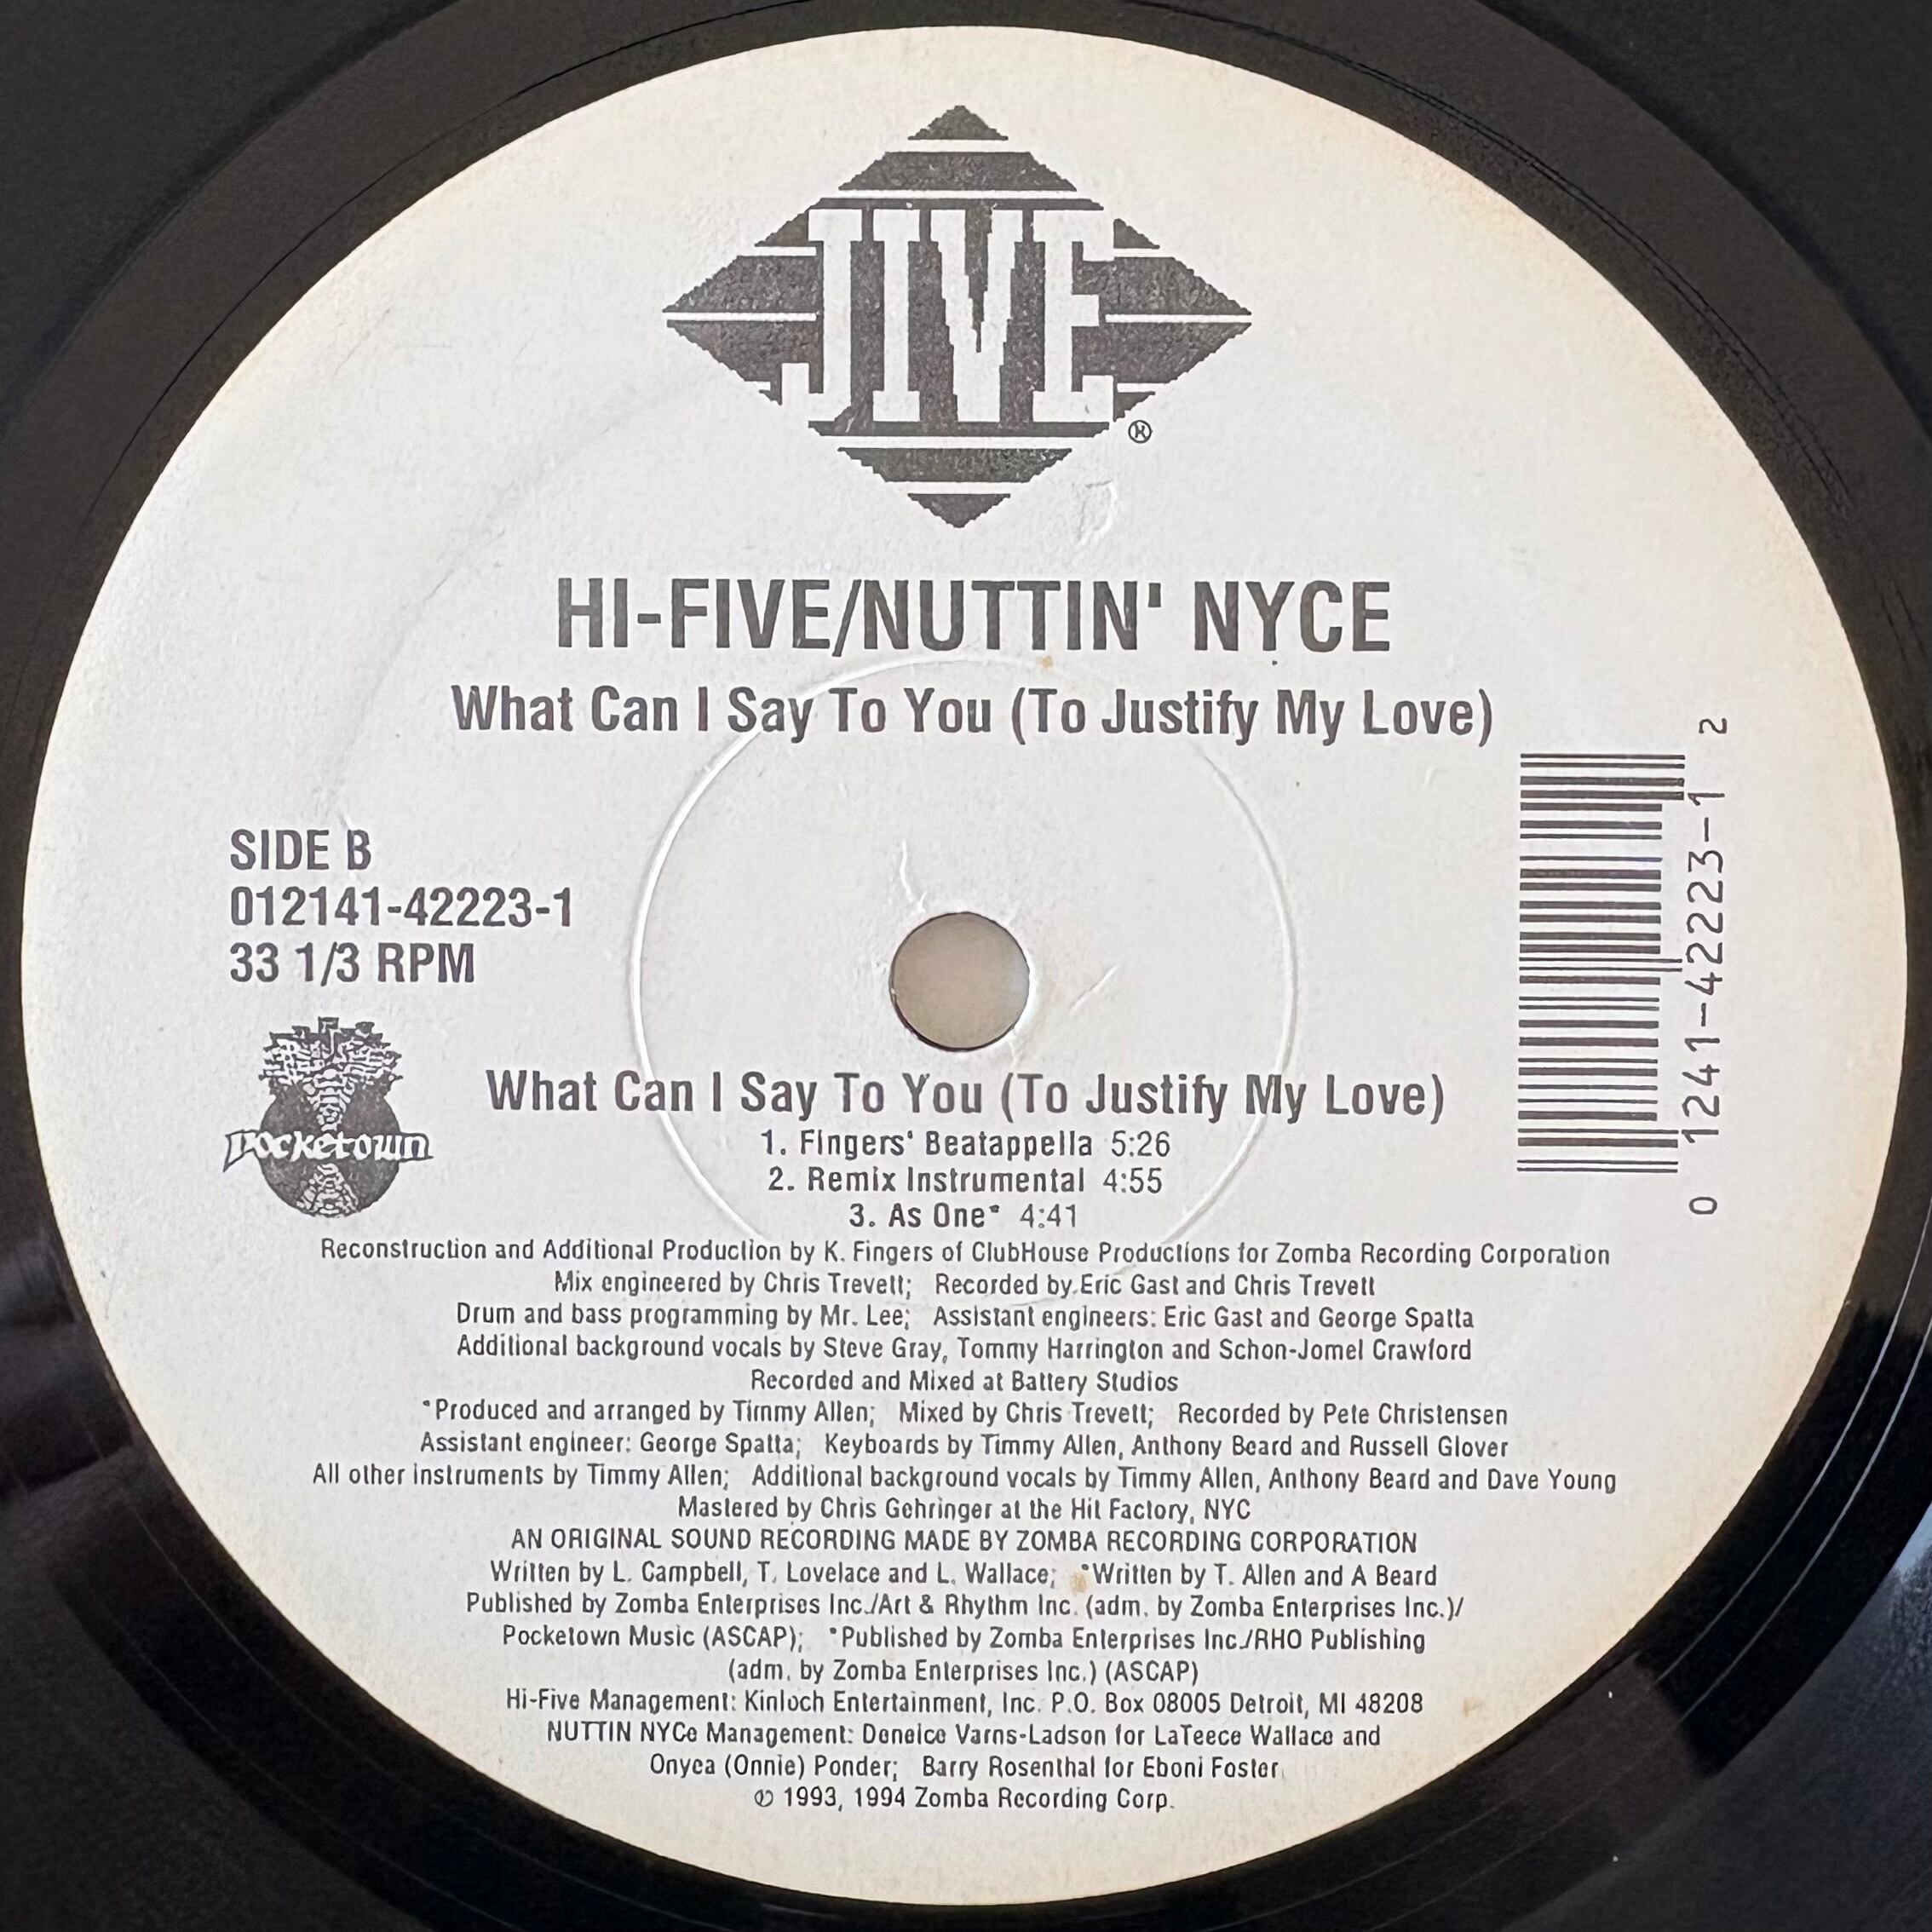 JIVE®
HI-FIVE/NUTTIN' NYCE
What Can I Say To You (To Justify My Love)
SIDE B
012141-42223-1
33 1/3 RPM
Pocketown
0 1241-42223-1 2
What Can I Say To You (To Justify My Love)
1. Fingers' Beatappella 5:26
2. Remix Instrumental 4:55
3. As One* 4:41
Reconstruction and Additional Production by K. Fingers of ClubHouse Productions for Zomba Recording Corporation
Mix engineered by Chris Trevett; Recorded by Eric Gast and Chris Trevett
Drum and bass programming by Mr. Lee; Assistant engineers: Eric Gast and George Spatta
Additional background vocals by Steve Gray, Tommy Harrington and Schon-Jomel Crawford
Recorded and Mixed at Battery Studios
*Produced and arranged by Timmy Allen; Mixed by Chris Trevett; Recorded by Pete Christensen
Assistant engineer: George Spatta; Keyboards by Timmy Allen, Anthony Beard and Russell Glover
All other instruments by Timmy Allen; Additional background vocals by Timmy Allen, Anthony Beard and Dave Young
Mastered by Chris Gehringer at the Hit Factory, NYC
AN ORIGINAL SOUND RECORDING MADE BY ZOMBA RECORDING CORPORATION
Written by L. Campbell, T. Lovelace and L. Wallace; *Written by T. Allen and A Beard
Published by Zomba Enterprises Inc./Art & Rhythm Inc. (adm. by Zomba Enterprises Inc.)/
Pocketown Music (ASCAP); *Published by Zomba Enterprises Inc./RHO Publishing
(adm. by Zomba Enterprises Inc.) (ASCAP)
Hi-Five Management: Kinloch Entertainment, Inc. P.O. Box 08005 Detroit, MI 48208
NUTTIN NYCe Management: Deneice Varns-Ladson for LaTeece Wallace and
Onyea (Onnie) Ponder; Barry Rosenthal for Eboni Foster
℗ 1993, 1994 Zomba Recording Corp.